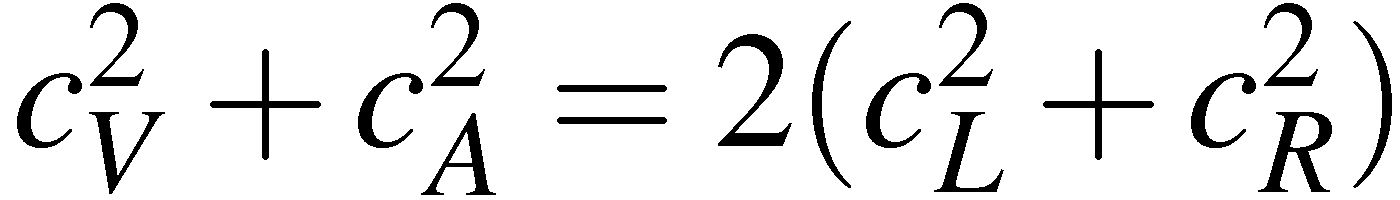 $c_V^2 + c_A^2 = 2(c_L^2 + c_R^2)$